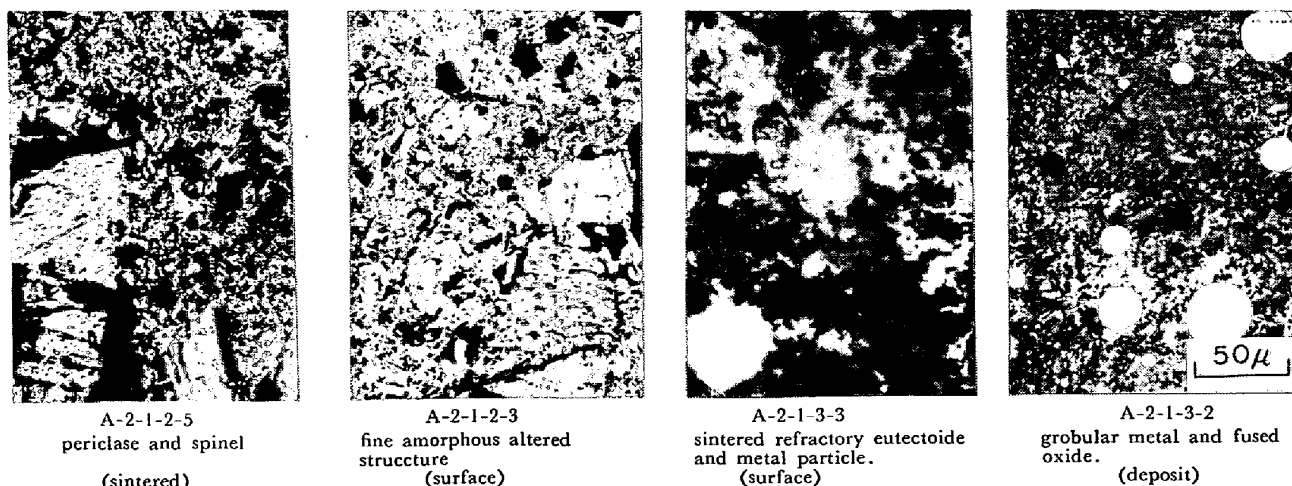 50μ
A-2-1-2-5
periclase and spinel
(sintered)
A-2-1-2-3
fine amorphous altered
struccture
(surface)
A-2-1-3-3
sintered refractory eutectoide
and metal particle.
(surface)
A-2-1-3-2
grobular metal and fused
oxide.
(deposit)